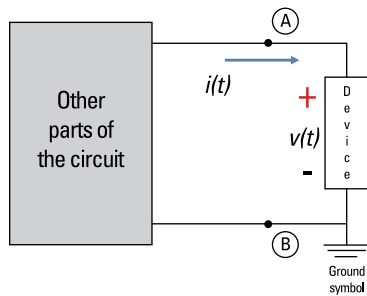 A
i(t)
+
D
e
v
i
c
e
v(t)
-
Other
parts of
the circuit
B
Ground
symbol